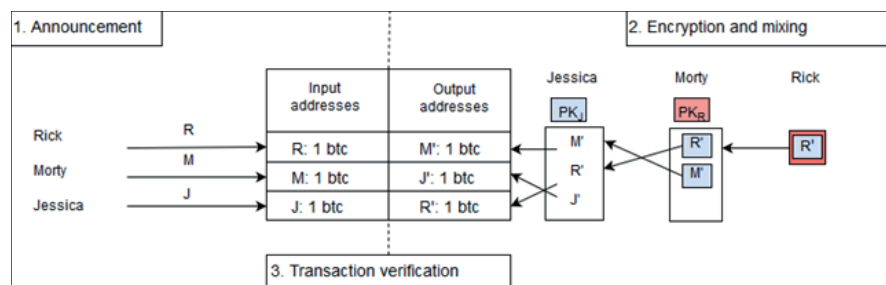 1. Announcement
2. Encryption and mixing
Jessica Morty Rick
Input addresses
Output addresses
PKJ PKR
Rick R R: 1 btc M': 1 btc M' R' R'
Morty M M: 1 btc J': 1 btc R' M'
Jessica J J: 1 btc R': 1 btc J'
3. Transaction verification